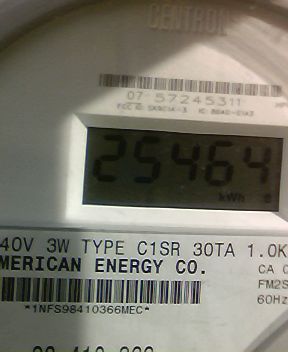 CENTRON
07 57245311
25464
kWh
40V 3W TYPE C1SR 30TA 1.0K
MERICAN ENERGY CO.
CA 0
FM2S
60Hz
*1NFS98410366MEC*